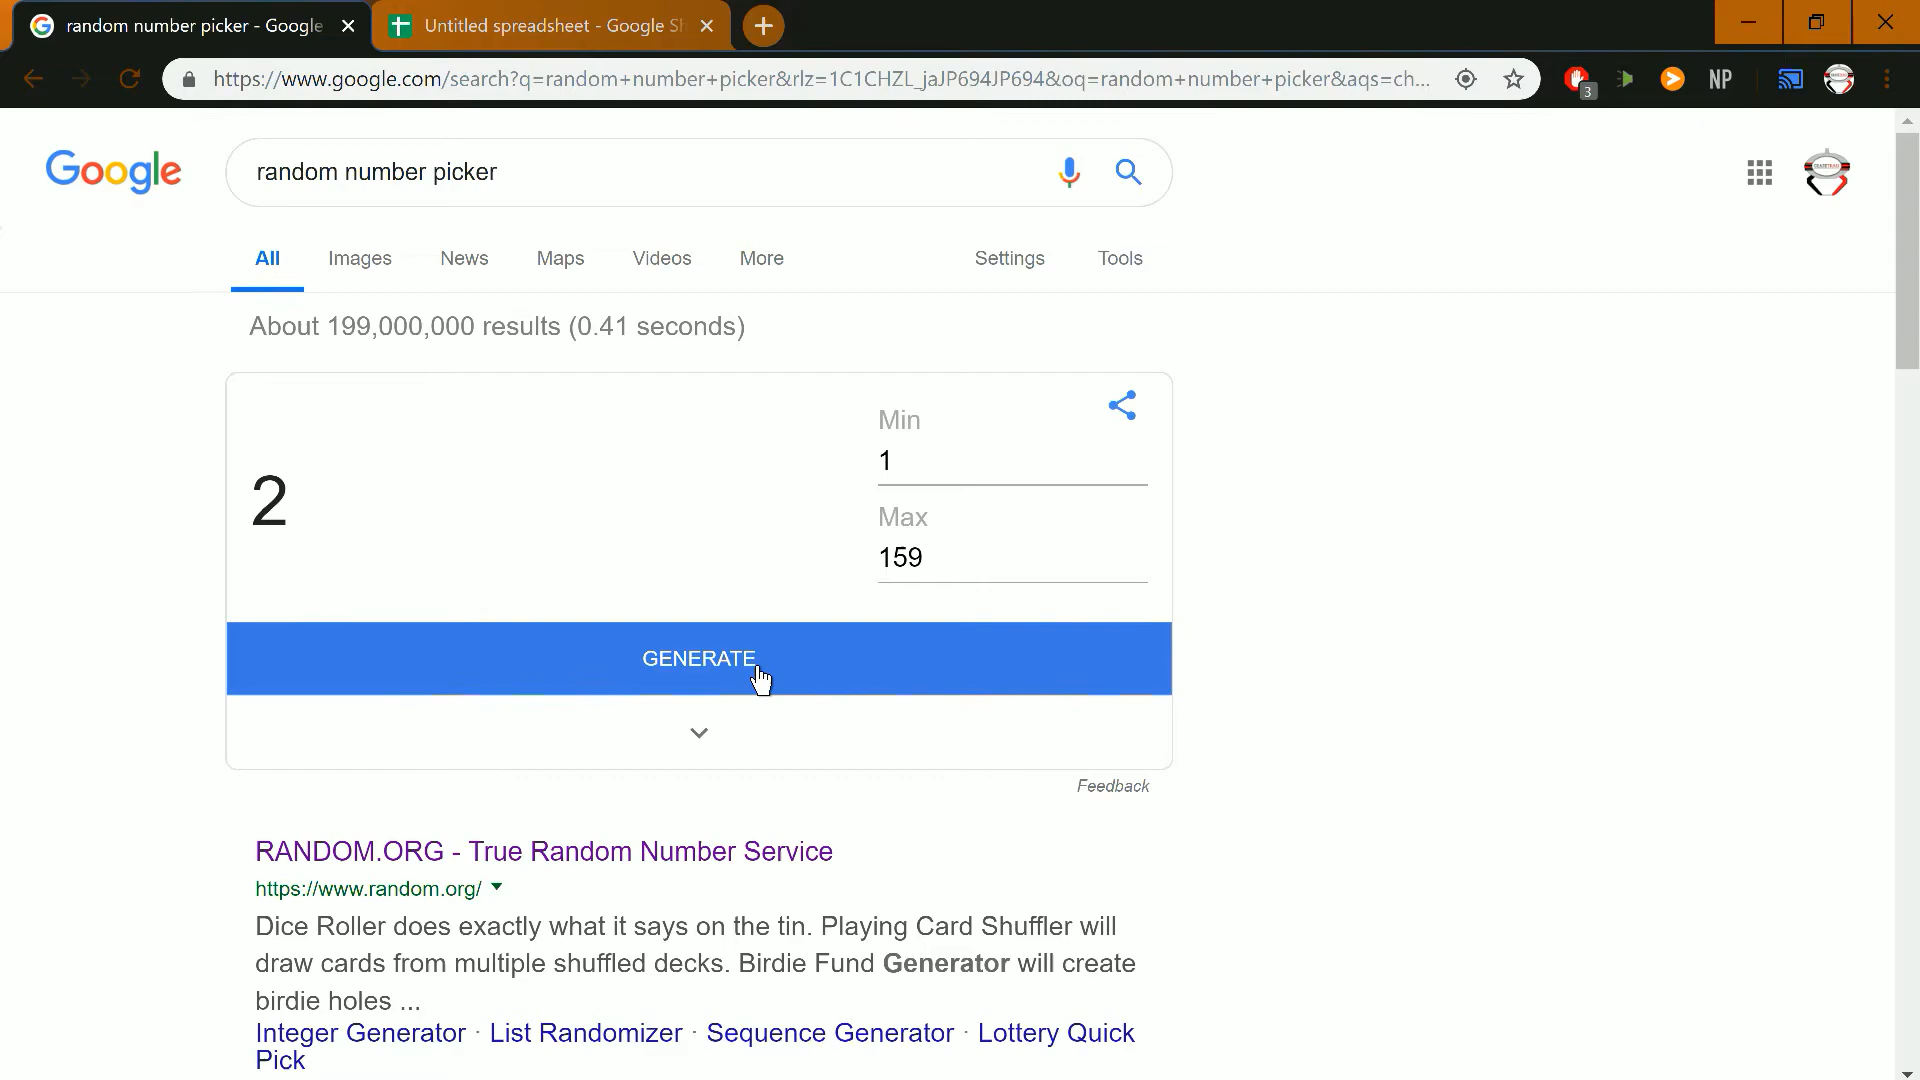 random number picker - Google
Untitled spreadsheet - Google Sh
https://www.google.com/search?q=random+number+picker&rlz=1C1CHZL_jaJP694JP694&oq=random+number+picker&aqs=ch...
3
NP
Google
random number picker
All Images News Maps Videos More Settings Tools
About 199,000,000 results (0.41 seconds)
Min
1
2
Max
159
GENERATE
Feedback
RANDOM.ORG - True Random Number Service
https://www.random.org/
Dice Roller does exactly what it says on the tin. Playing Card Shuffler will
draw cards from multiple shuffled decks. Birdie Fund Generator will create
birdie holes ...
Integer Generator · List Randomizer · Sequence Generator · Lottery Quick
Pick